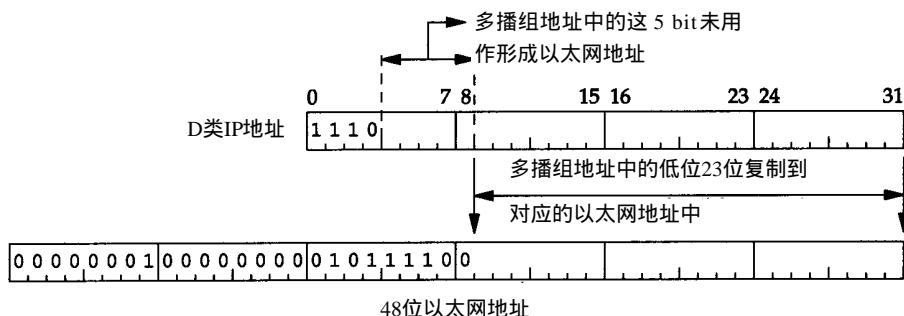 多播组地址中的这 5 bit未用
作形成以太网地址
0 7 8 15 16 23 24 31
D类IP地址 1 1 1 0
多播组地址中的低位23位复制到
对应的以太网地址中
0 0 0 0 0 0 0 1 0 0 0 0 0 0 0 0 0 1 0 1 1 1 1 0 0
48位以太网地址